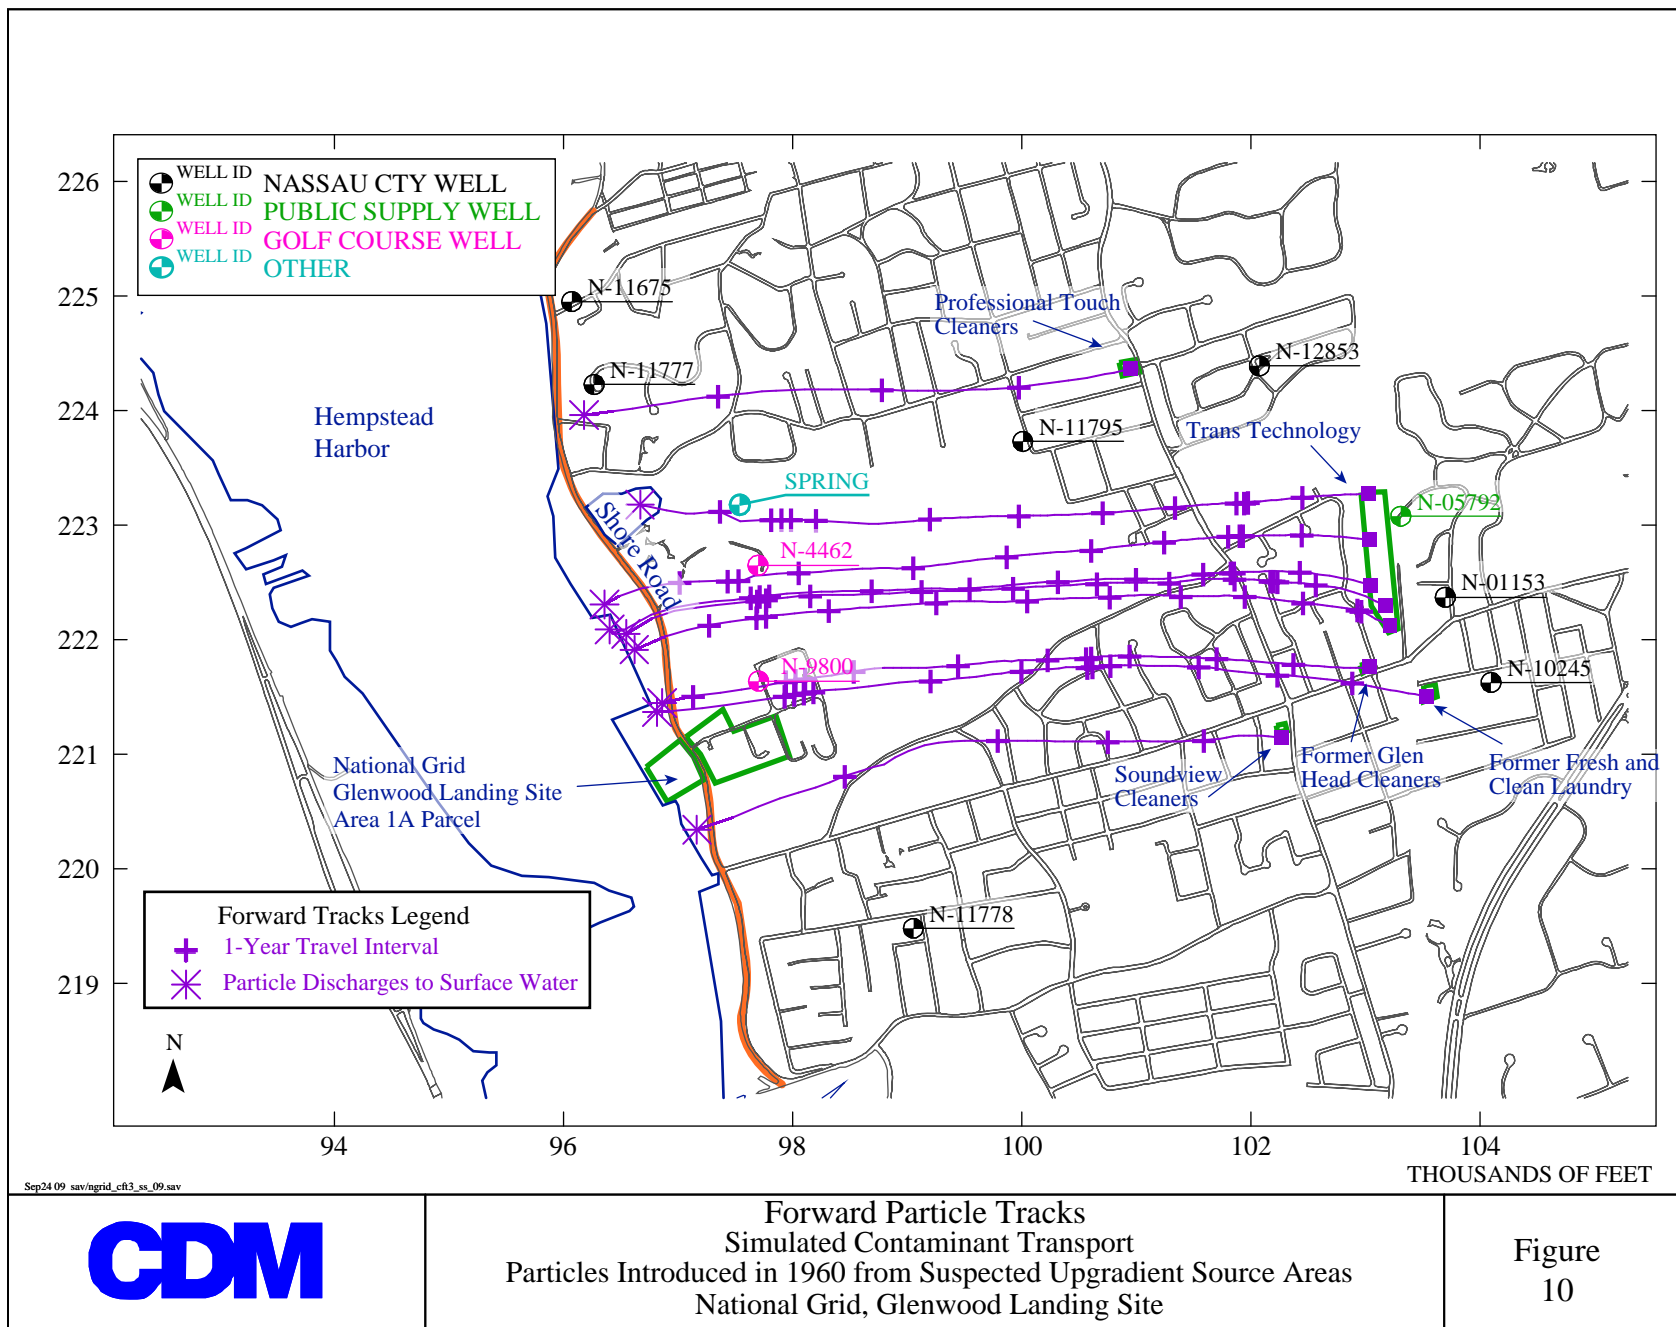 WELL ID NASSAU CTY WELL
WELL ID PUBLIC SUPPLY WELL
WELL ID GOLF COURSE WELL
WELL ID OTHER
226
225
224
223
222
221
220
219
N-11675
N-11777
Professional Touch
Cleaners
N-12853
Hempstead
Harbor
N-11795
Trans Technology
SPRING
N-05792
Shore Road
N-4462
N-01153
N-9800
N-10245
National Grid
Glenwood Landing Site
Area 1A Parcel
Soundview
Cleaners
Former Glen
Head Cleaners
Former Fresh and
Clean Laundry
N-11778
Forward Tracks Legend
1-Year Travel Interval
Particle Discharges to Surface Water
N
94 96 98 100 102 104
THOUSANDS OF FEET
Sep24 09 sav/ngrid_cft3_ss_09.sav
CDM
Forward Particle Tracks
Simulated Contaminant Transport
Particles Introduced in 1960 from Suspected Upgradient Source Areas
National Grid, Glenwood Landing Site
Figure
10